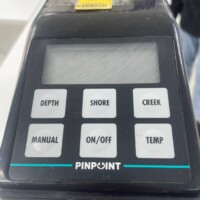 DEPTH SHORE CREEK
MANUAL ON/OFF TEMP
PINPOINT